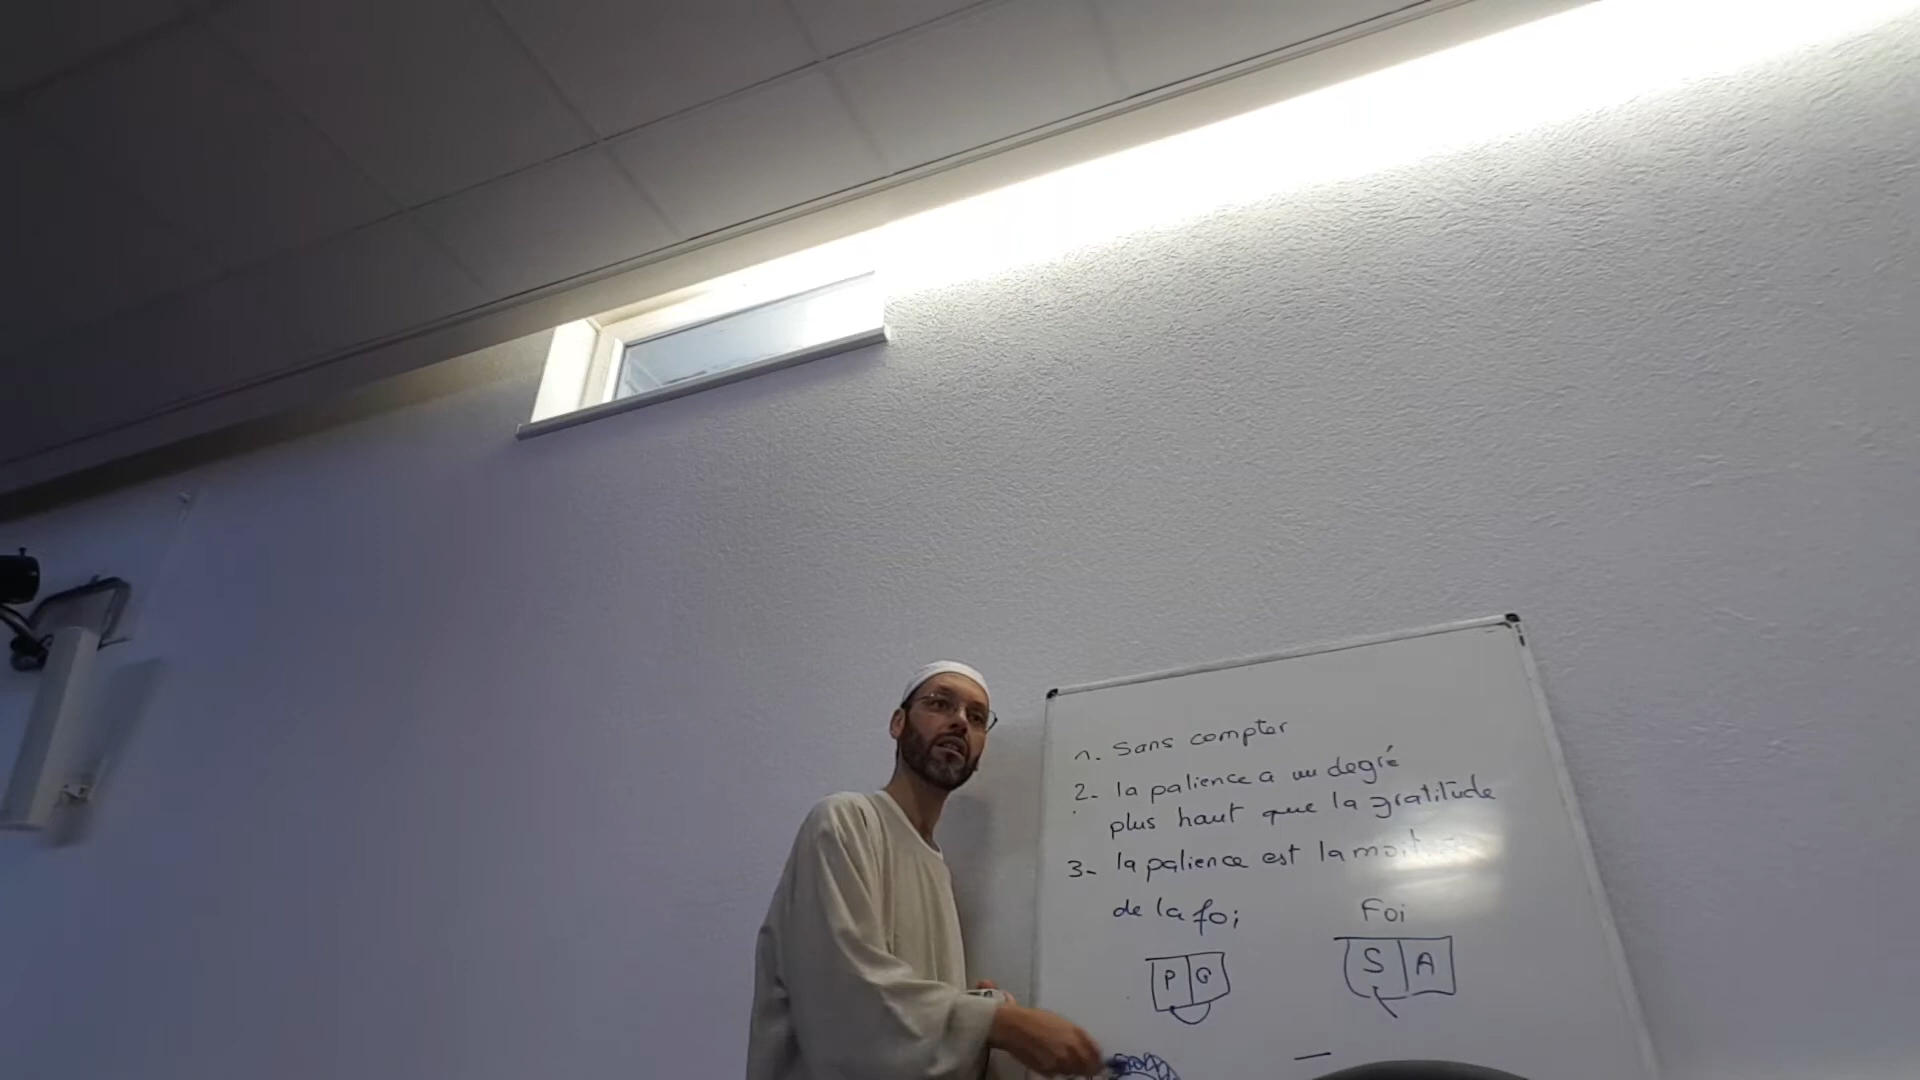 1. Sans compter
2- la patience a un degré
plus haut que la gratitude
3- la patience est la moitié
de la foi
Foi
P G
S A